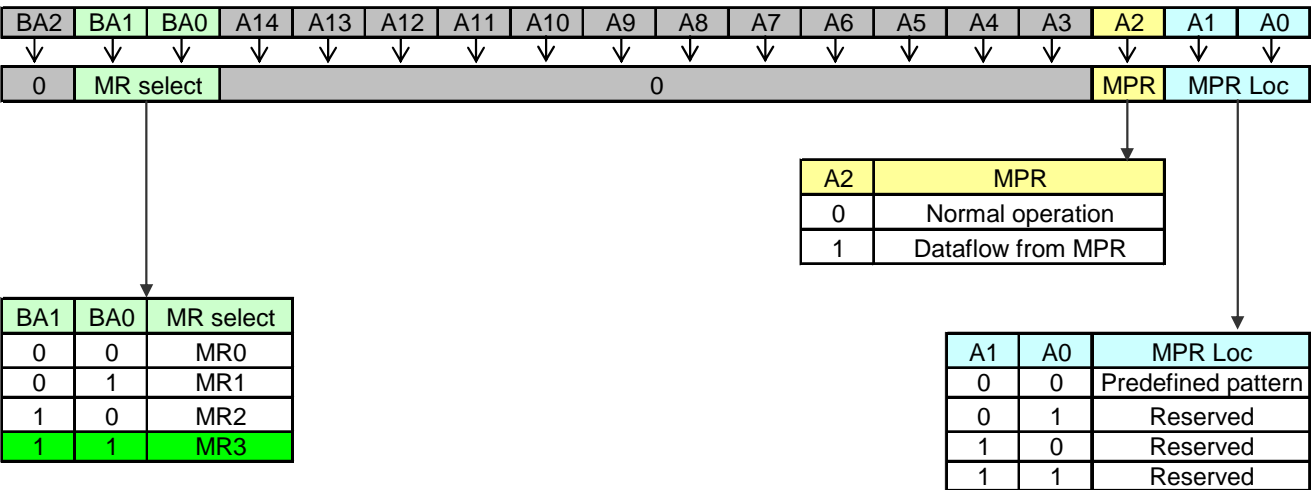 BA2 BA1 BA0 A14 A13 A12 A11 A10 A9 A8 A7 A6 A5 A4 A3 A2 A1 A0
0 MR select 0 MPR MPR Loc
A2 MPR
0 Normal operation
1 Dataflow from MPR
BA1 BA0 MR select
0 0 MR0
0 1 MR1
1 0 MR2
1 1 MR3
A1 A0 MPR Loc
0 0 Predefined pattern
0 1 Reserved
1 0 Reserved
1 1 Reserved